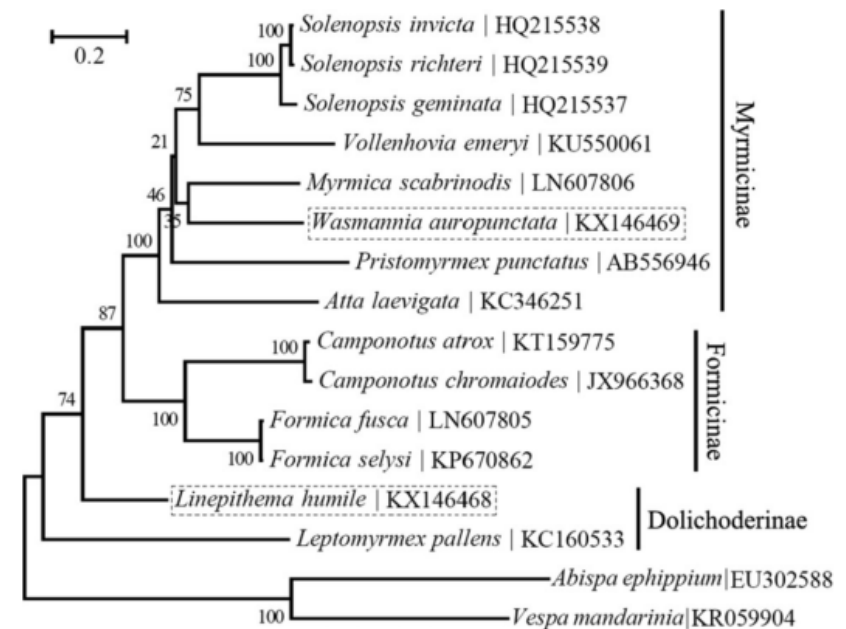 0.2
100
Solenopsis invicta | HQ215538
100
Solenopsis richteri | HQ215539
75
Solenopsis geminata | HQ215537
21
Vollenhovia emeryi | KU550061
Myrmica scabrinodis | LN607806
46
35
Wasmannia auropunctata | KX146469
100
Pristomyrmex punctatus | AB556946
Atta laevigata | KC346251
Myrmicinae
87
100
Camponotus atrox | KT159775
Camponotus chromaiodes | JX966368
100
Formica fusca | LN607805
100
Formica selysi | KP670862
Formicinae
74
Linepithema humile | KX146468
Leptomyrmex pallens | KC160533
Dolichoderinae
Abispa ephippium|EU302588
100
Vespa mandarinia|KR059904